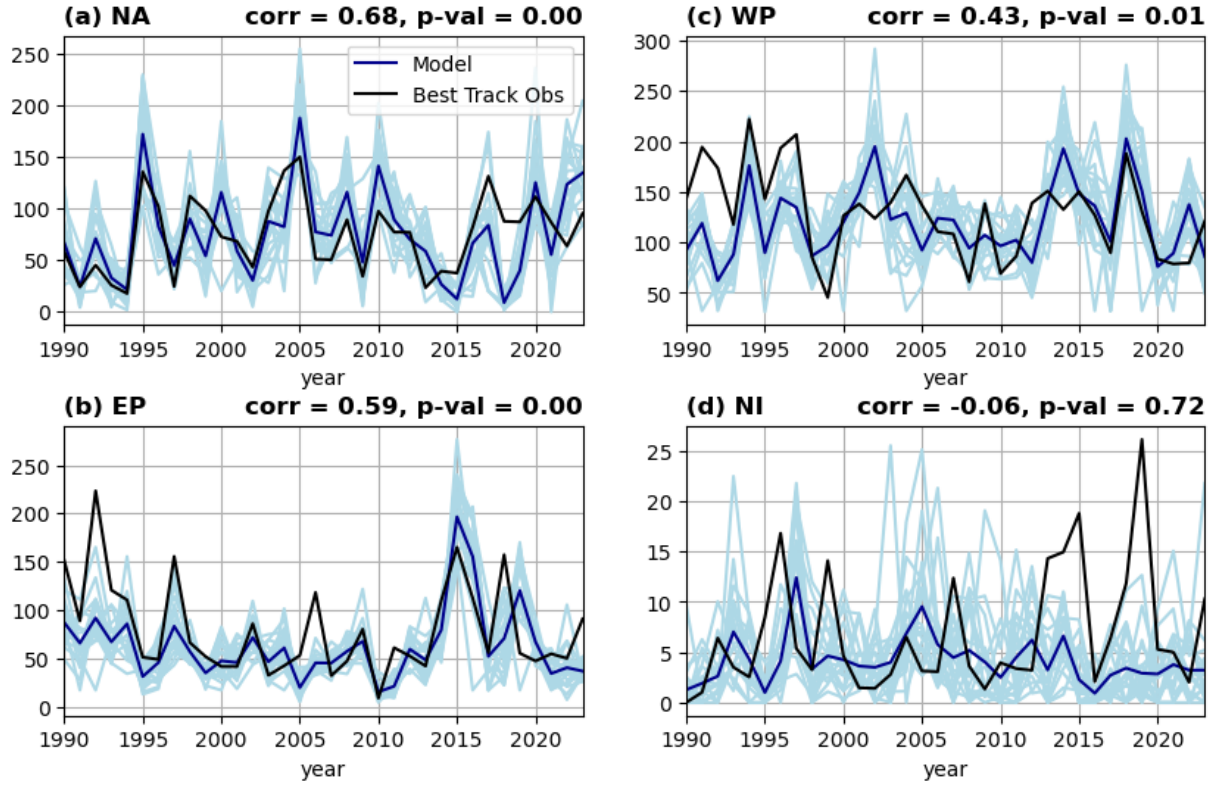 (a) NA corr = 0.68, p-val = 0.00
250
200
150
100
50
0
Model
Best Track Obs
1990 1995 2000 2005 2010 2015 2020
year
(c) WP corr = 0.43, p-val = 0.01
300
250
200
150
100
50
1990 1995 2000 2005 2010 2015 2020
year
(b) EP corr = 0.59, p-val = 0.00
250
200
150
100
50
0
1990 1995 2000 2005 2010 2015 2020
year
(d) NI corr = -0.06, p-val = 0.72
25
20
15
10
5
0
1990 1995 2000 2005 2010 2015 2020
year